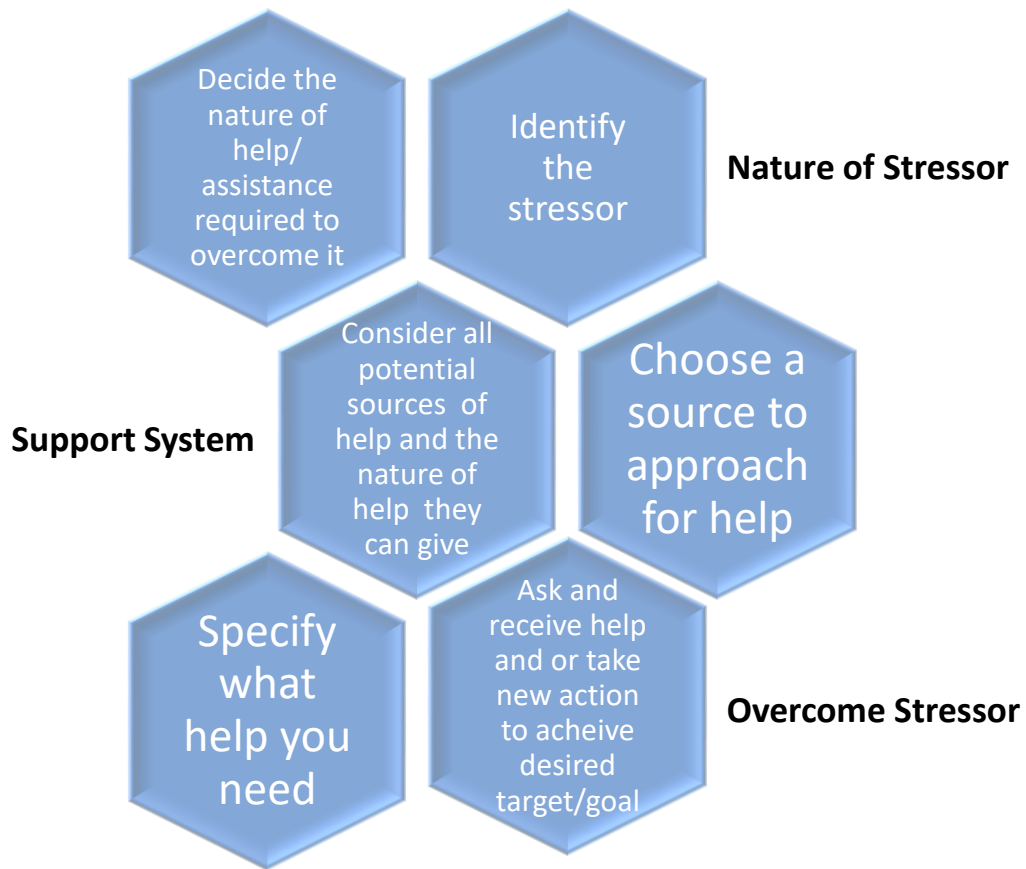 Decide the
nature of
help/
assistance
required to
overcome it
Identify
the
stressor
Nature of Stressor
Support System
Consider all
potential
sources of
help and the
nature of
help they
can give
Choose a
source to
approach
for help
Specify
what
help you
need
Ask and
receive help
and or take
new action
to acheive
desired
target/goal
Overcome Stressor